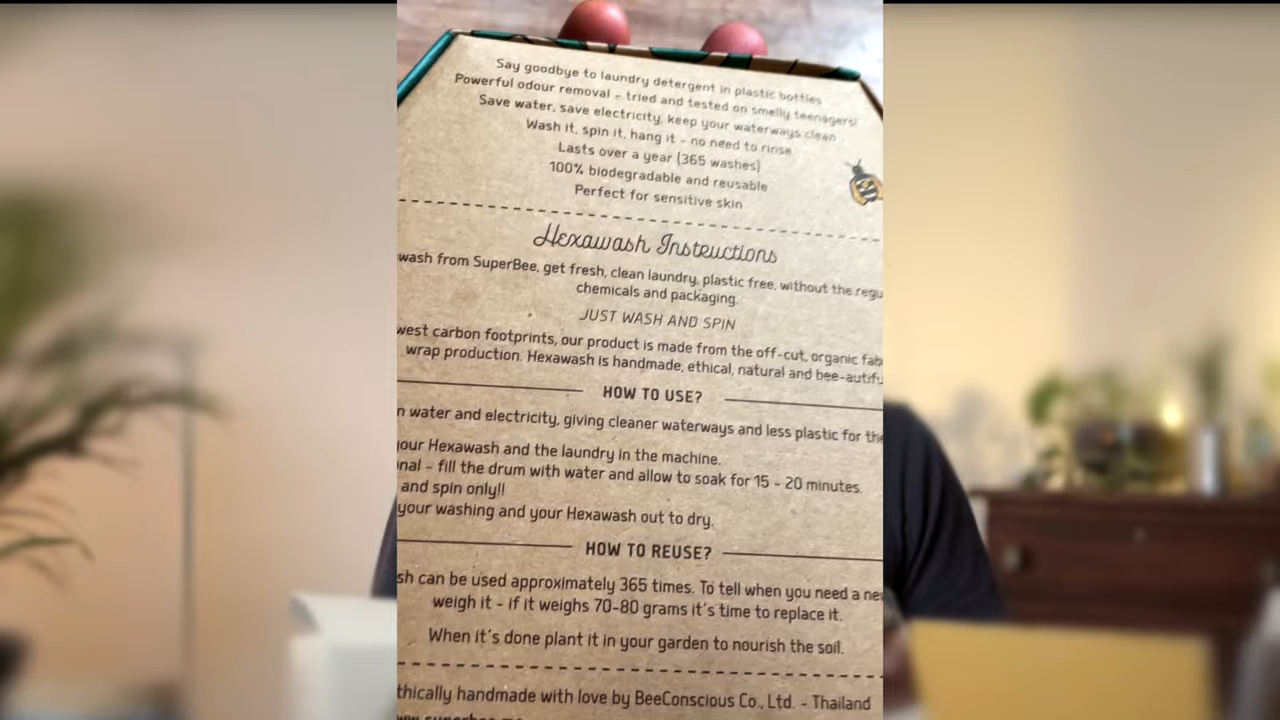 Say goodbye to laundry detergent in plastic bottles
Powerful odour removal - tried and tested on smelly teenagers!
Save water, save electricity, keep your waterways clean
Wash it, spin it, hang it - no need to rinse
Lasts over a year (365 washes)
100% biodegradable and reusable
Perfect for sensitive skin
Hexawash Instructions
wash from SuperBee, get fresh, clean laundry, plastic free, without the regu
chemicals and packaging.
JUST WASH AND SPIN
west carbon footprints, our product is made from the off-cut, organic fab
wrap production. Hexawash is handmade, ethical, natural and bee-autifu
HOW TO USE?
n water and electricity, giving cleaner waterways and less plastic for the
your Hexawash and the laundry in the machine.
nal - fill the drum with water and allow to soak for 15 - 20 minutes.
and spin only!!
your washing and your Hexawash out to dry.
HOW TO REUSE?
sh can be used approximately 365 times. To tell when you need a ne
weigh it - if it weighs 70-80 grams it's time to replace it.
When it's done plant it in your garden to nourish the soil.
thically handmade with love by BeeConscious Co., Ltd. - Thailand